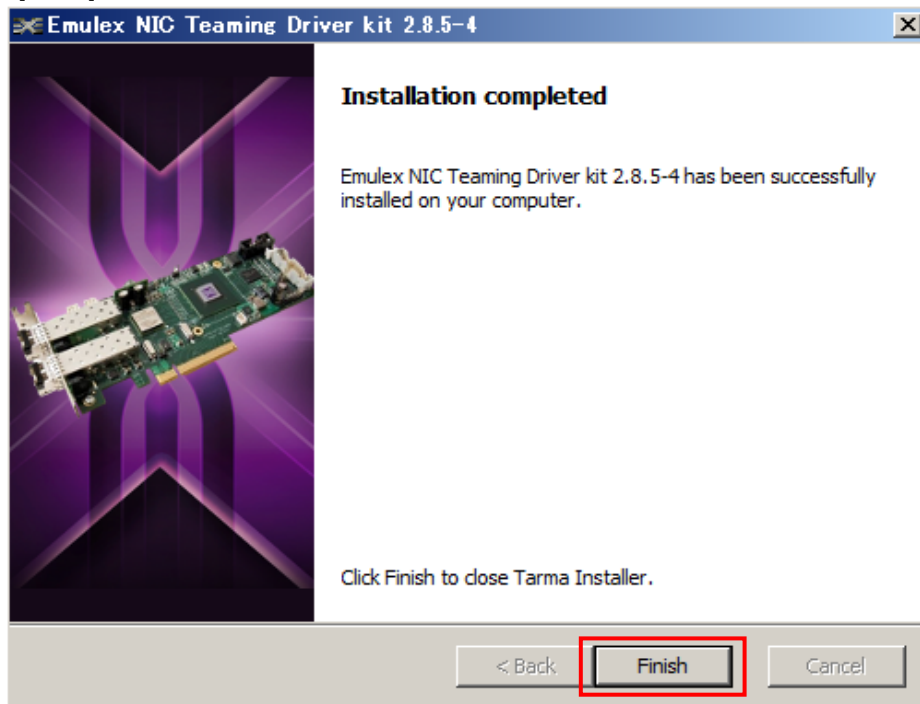 Emulex NIC Teaming Driver kit 2.8.5-4
Installation completed
Emulex NIC Teaming Driver kit 2.8.5-4 has been successfully
installed on your computer.
Click Finish to close Tarma Installer.
< Back
Finish
Cancel